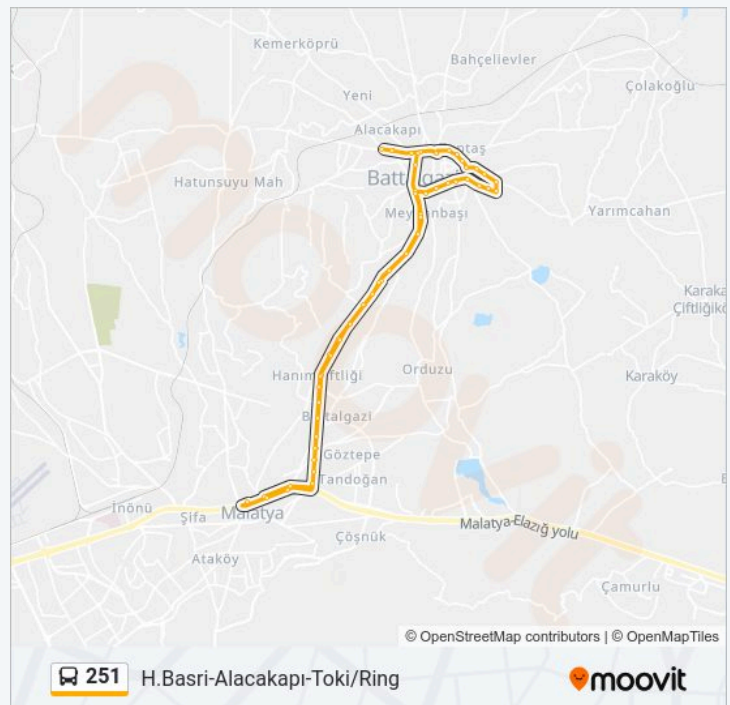 Kemerköprü
Bahçelievler
Çolakoğlu
Yeni
Alacakapı
Hatunsuyu Mah
Yarımcahan
Orduzu
Karaköy
Göztepe
Tandoğan
İnönü
Şifa
Malatya
Malatya-Elazığ yolu
Çöşnük
Ataköy
Çamurlu
© OpenStreetMap contributors | © OpenMapTiles
251 H.Basri-Alacakapı-Toki/Ring
moovit